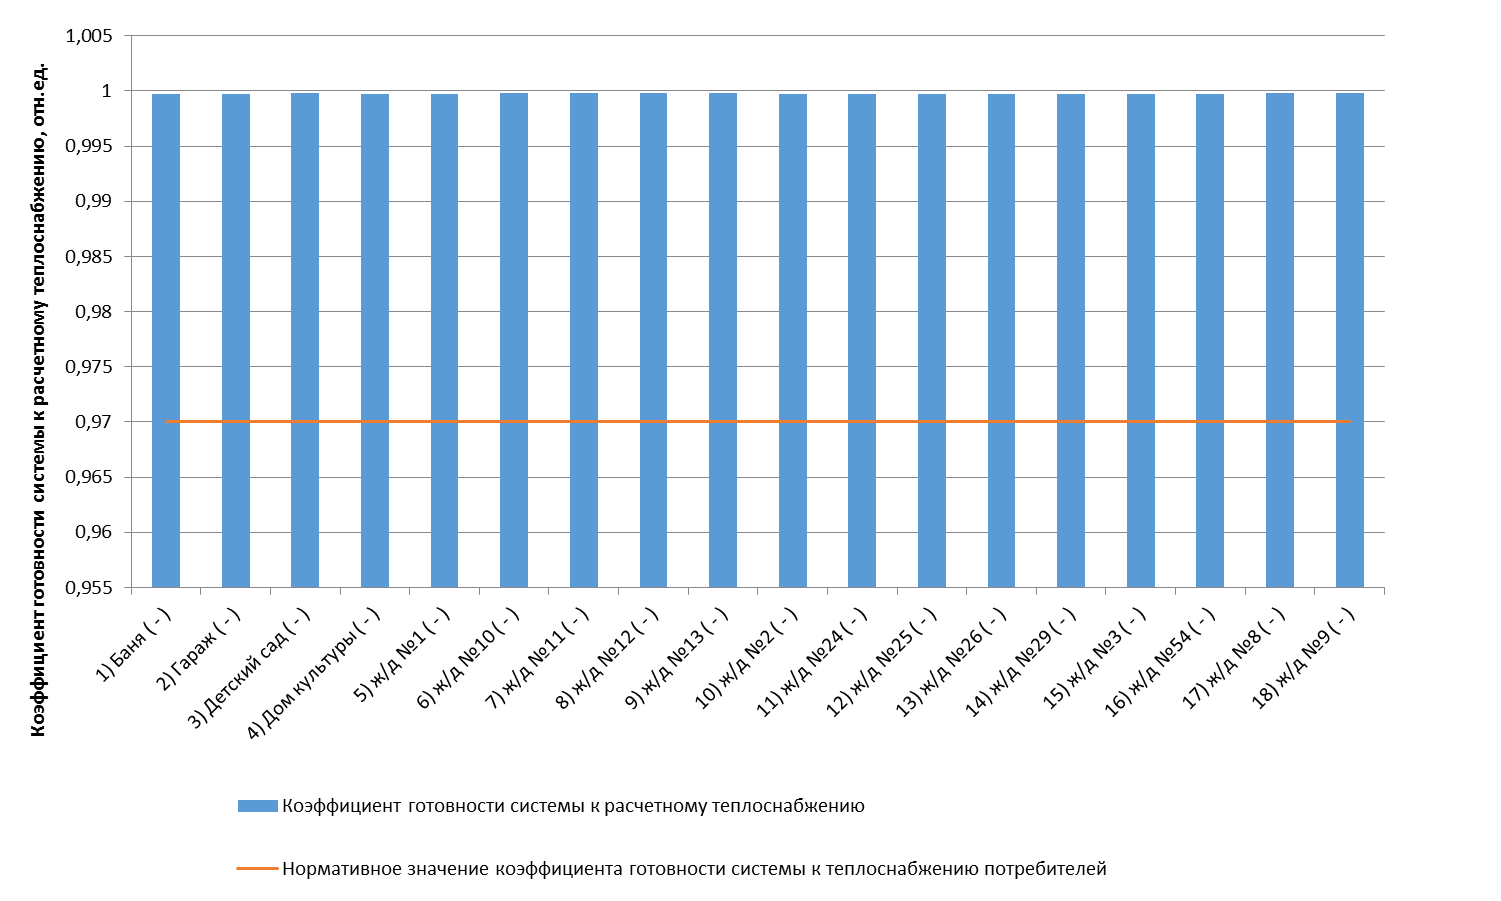 Коэффициент готовности системы к расчетному теплоснабжению, отн.ед.
1,005
1
0,995
0,99
0,985
0,98
0,975
0,97
0,965
0,96
0,955
1) Баня ( - )
2) Гараж ( - )
3) Детский сад ( - )
4) Дом культуры ( - )
5) ж/д №1 ( - )
6) ж/д №10 ( - )
7) ж/д №11 ( - )
8) ж/д №12 ( - )
9) ж/д №13 ( - )
10) ж/д №2 ( - )
11) ж/д №24 ( - )
12) ж/д №25 ( - )
13) ж/д №26 ( - )
14) ж/д №29 ( - )
15) ж/д №3 ( - )
16) ж/д №54 ( - )
17) ж/д №8 ( - )
18) ж/д №9 ( - )
Коэффициент готовности системы к расчетному теплоснабжению
Нормативное значение коэффициента готовности системы к теплоснабжению потребителей